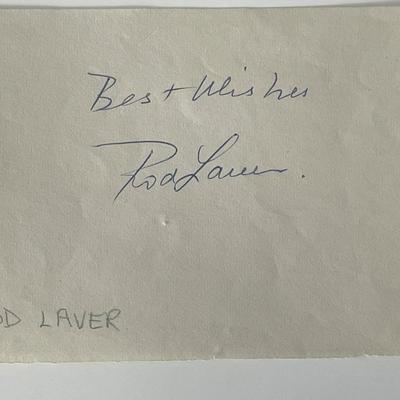 Best Wishes
Rod Laver.
OD LAVER